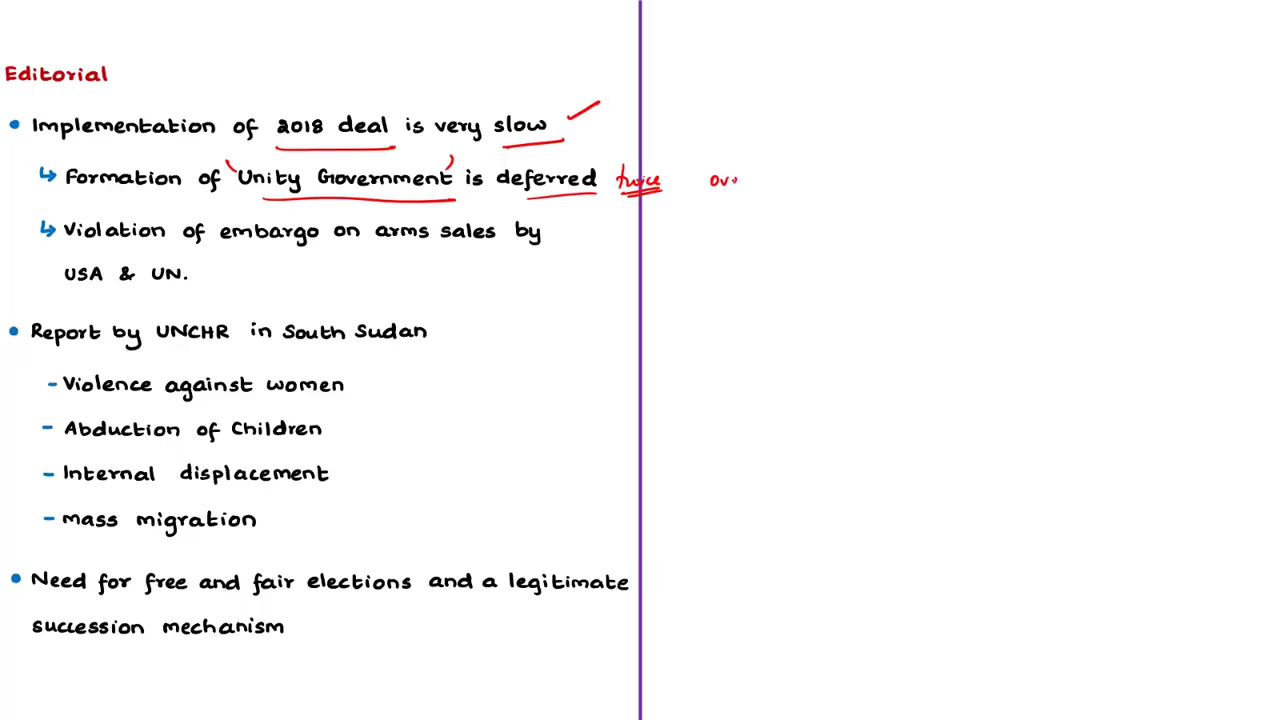 Editorial
Implementation of 2018 deal is very slow
Formation of 'Unity Government' is deferred twice ov
Violation of embargo on arms sales by
USA & UN.
Report by UNCHR in South Sudan
- Violence against women
- Abduction of Children
- Internal displacement
- mass migration
Need for free and fair elections and a legitimate
succession mechanism